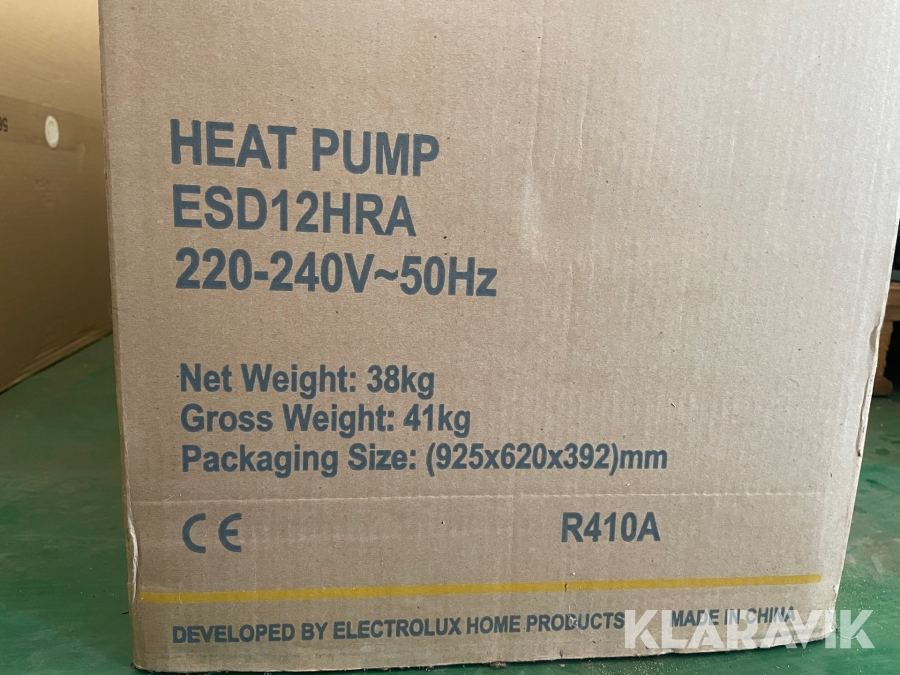 HEAT PUMP
ESD12HRA
220-240V~50Hz
Net Weight: 38kg
Gross Weight: 41kg
Packaging Size: (925x620x392)mm
CE R410A
DEVELOPED BY ELECTROLUX HOME PRODUCTS MADE IN CHINA
KLARAVIK